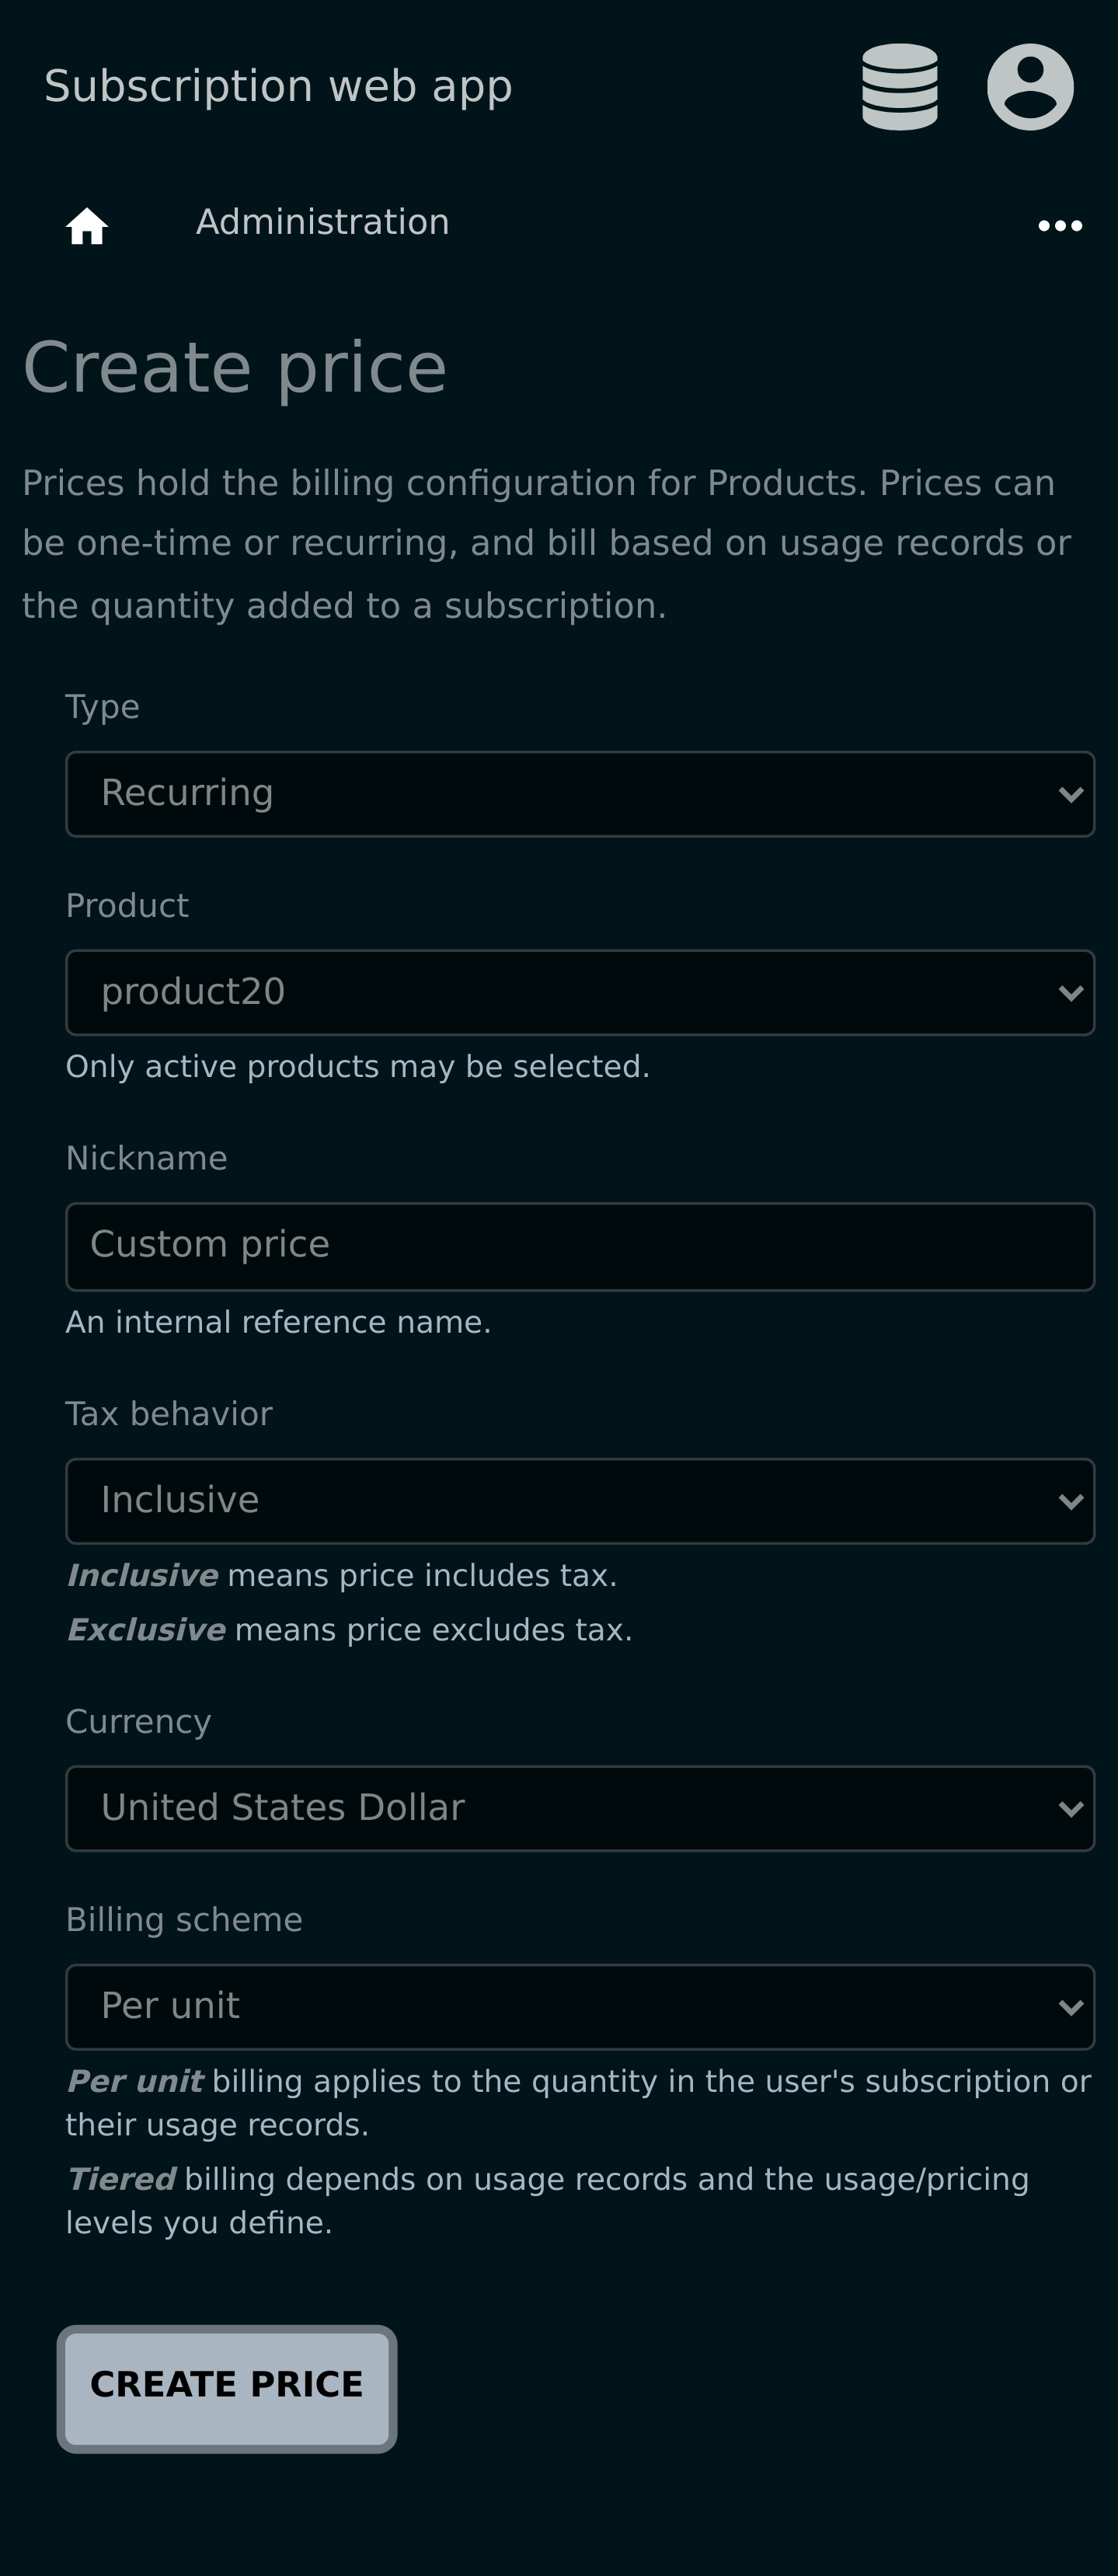 Subscription web app
Administration
Create price
Prices hold the billing configuration for Products. Prices can
be one-time or recurring, and bill based on usage records or
the quantity added to a subscription.
Type
Recurring
Product
product20
Only active products may be selected.
Nickname
Custom price
An internal reference name.
Tax behavior
Inclusive
Inclusive means price includes tax.
Exclusive means price excludes tax.
Currency
United States Dollar
Billing scheme
Per unit
Per unit billing applies to the quantity in the user's subscription or
their usage records.
Tiered billing depends on usage records and the usage/pricing
levels you define.
CREATE PRICE